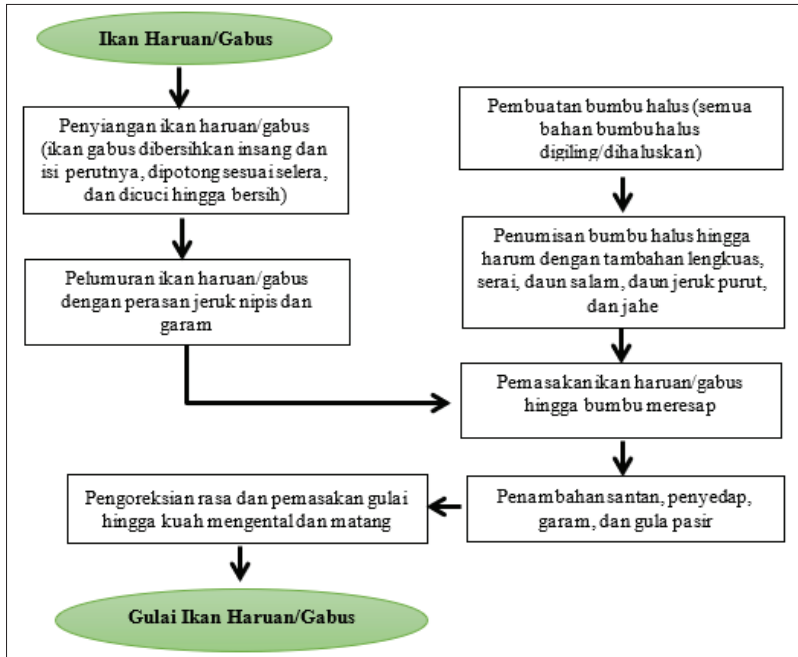 Ikan Haruan/Gabus
Penyiangan ikan haruan/gabus
(ikan gabus dibersihkan insang dan
isi perutnya, dipotong sesuai selera,
dan dicuci hingga bersih)
Pelumuran ikan haruan/gabus
dengan perasan jeruk nipis dan
garam
Pembuatan bumbu halus (semua
bahan bumbu halus
digiling/dihaluskan)
Penumisan bumbu halus hingga
harum dengan tambahan lengkuas,
serai, daun salam, daun jeruk purut,
dan jahe
Pemasakan ikan haruan/gabus
hingga bumbu meresap
Penambahan santan, penyedap,
garam, dan gula pasir
Pengoreksian rasa dan pemasakan gulai
hingga kuah mengental dan matang
Gulai Ikan Haruan/Gabus